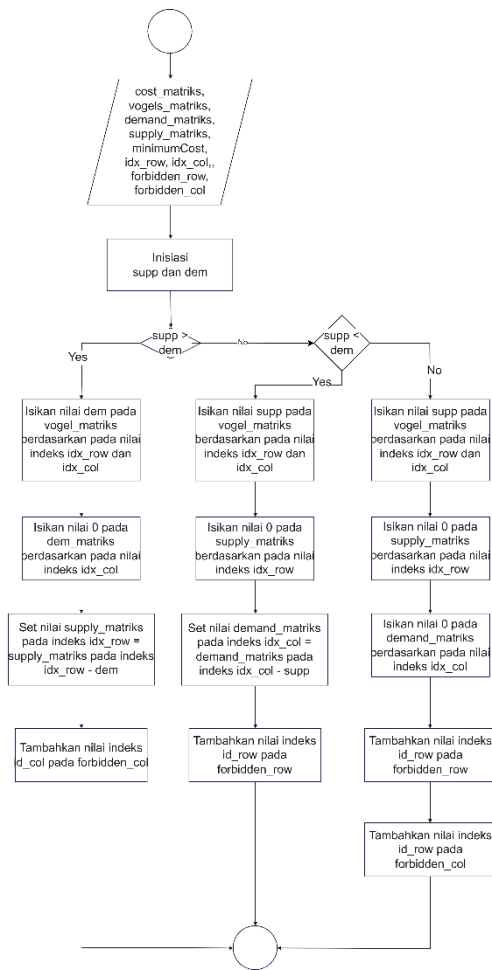 cost_matriks,
vogels_matriks,
demand_matriks,
supply_matriks,
minimumCost,
idx_row, idx_col,,
forbidden_row,
forbidden_col
Inisiasi
supp dan dem
supp >
dem
Yes
No
supp <
dem
Yes
No
Isikan nilai dem pada
vogel_matriks
berdasarkan pada nilai
indeks idx_row dan
idx_col
Isikan nilai 0 pada
dem_matriks
berdasarkan pada nilai
indeks idx_col
Set nilai supply_matriks
pada indeks idx_row =
supply_matriks pada indeks
idx_row - dem
Tambahkan nilai indeks
id_col pada forbidden_col
Isikan nilai supp pada
vogel_matriks
berdasarkan pada nilai
indeks idx_row dan
idx_col
Isikan nilai 0 pada
supply_matriks
berdasarkan pada nilai
indeks idx_row
Set nilai demand_matriks
pada indeks idx_col =
demand_matriks pada
indeks idx_col - supp
Tambahkan nilai indeks
id_row pada
forbidden_row
Isikan nilai supp pada
vogel_matriks
berdasarkan pada nilai
indeks idx_row dan
idx_col
Isikan nilai 0 pada
supply_matriks
berdasarkan pada nilai
indeks idx_row
Isikan nilai 0 pada
demand_matriks
berdasarkan pada nilai
indeks idx_col
Tambahkan nilai indeks
id_row pada
forbidden_row
Tambahkan nilai indeks
id_row pada
forbidden_col